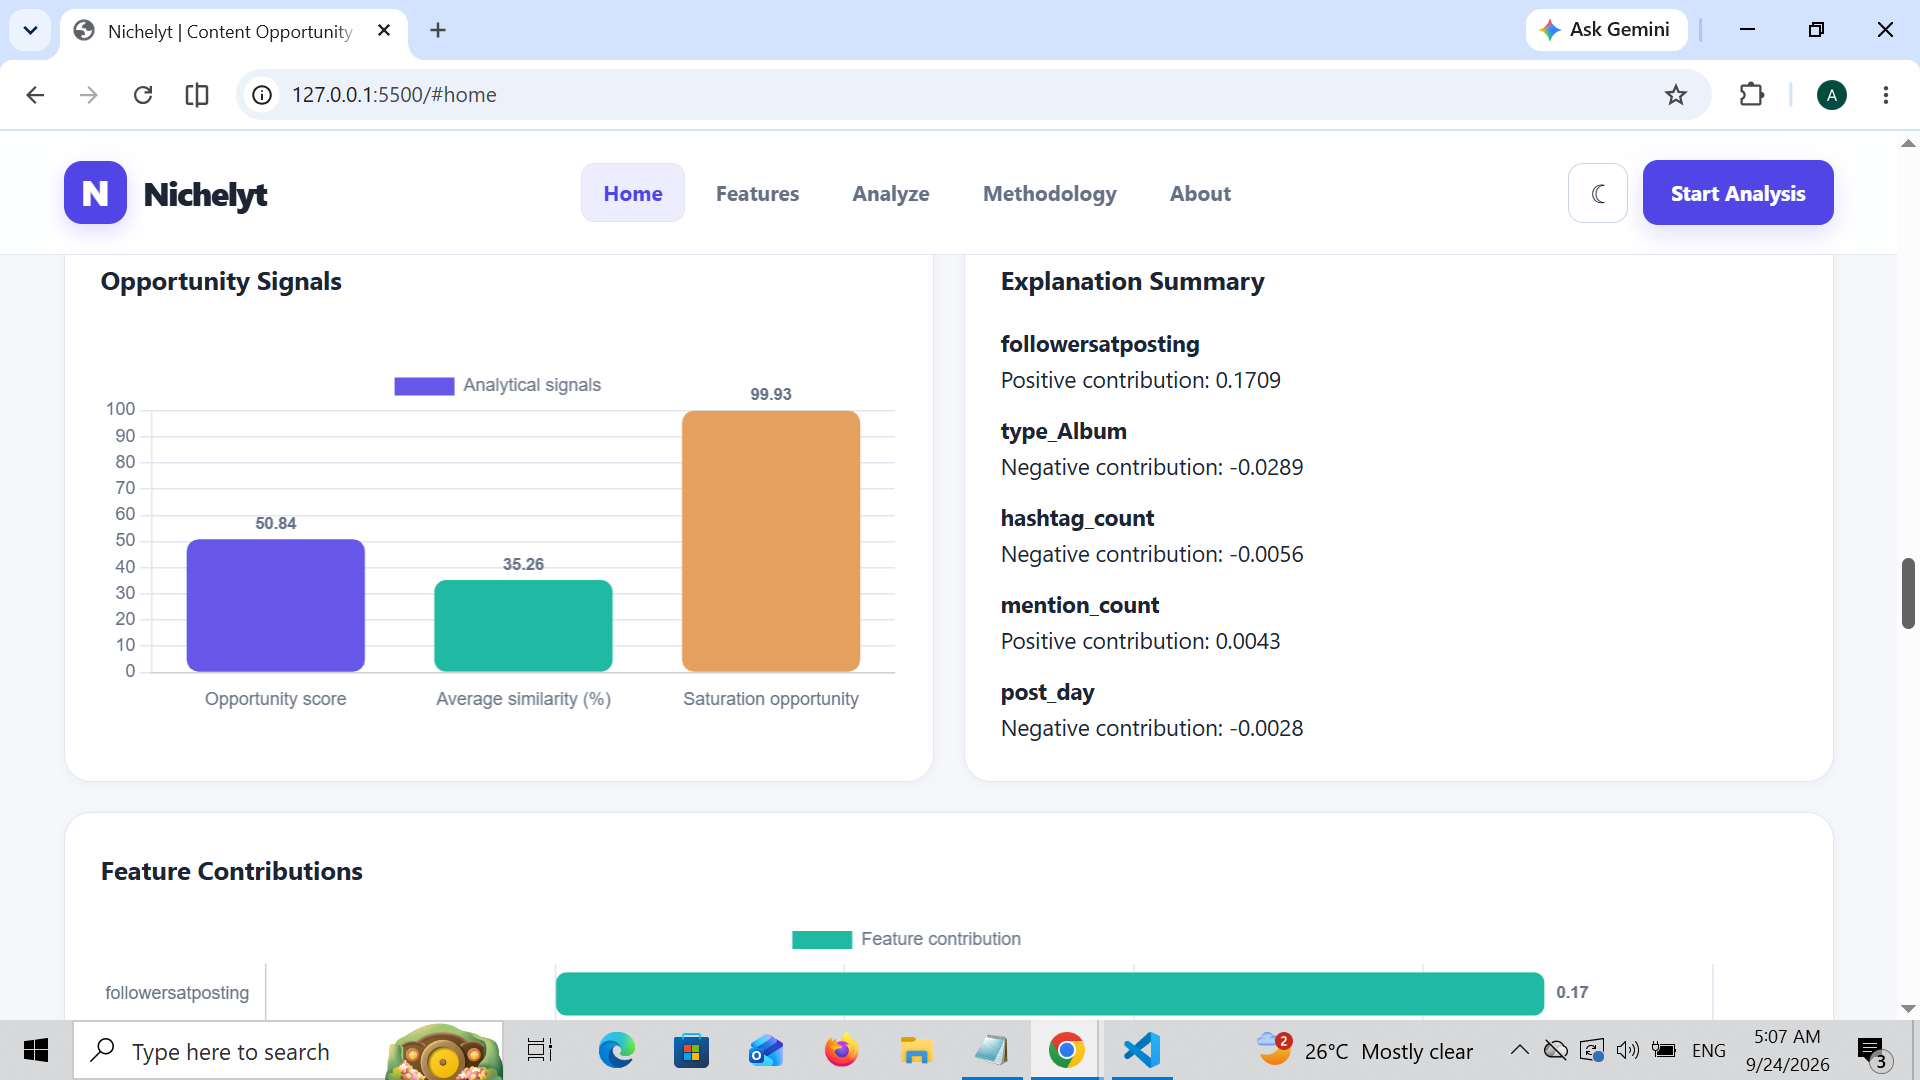 Nichelyt | Content Opportunity
Ask Gemini
127.0.0.1:5500/#home
A
N
Nichelyt
Home
Features
Analyze
Methodology
About
Start Analysis
Opportunity Signals
Analytical signals
100
90
80
70
60
50
40
30
20
10
0
50.84
35.26
99.93
Opportunity score
Average similarity (%)
Saturation opportunity
Explanation Summary
followersatposting
Positive contribution: 0.1709
type_Album
Negative contribution: -0.0289
hashtag_count
Negative contribution: -0.0056
mention_count
Positive contribution: 0.0043
post_day
Negative contribution: -0.0028
Feature Contributions
Feature contribution
followersatposting
0.17
Type here to search
2
26°C Mostly clear
ENG
5:07 AM
9/24/2026
3